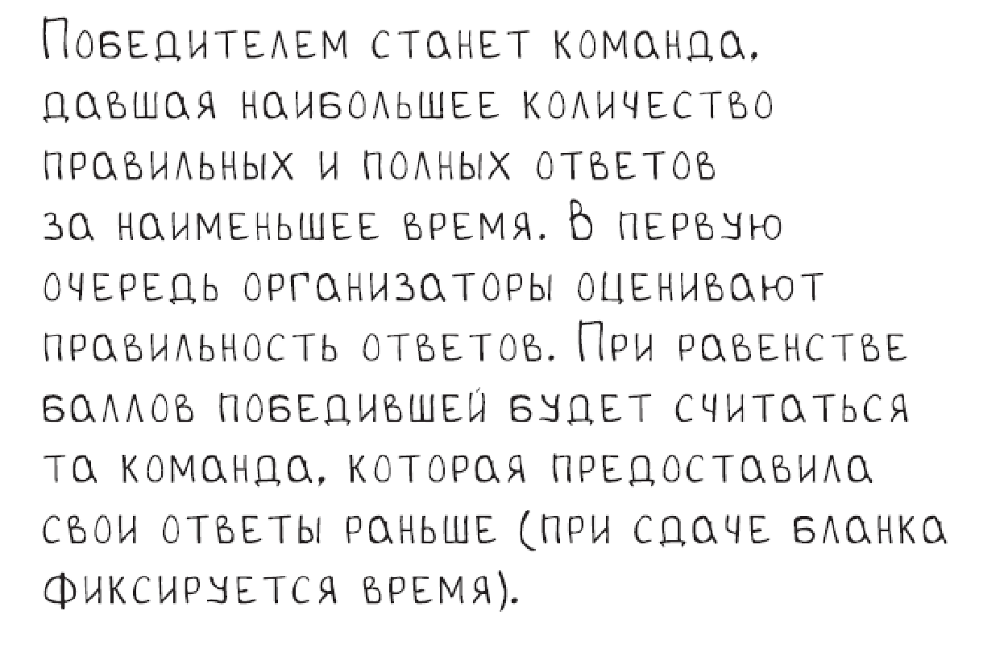 Победителем станет команда,
давшая наибольшее количество
правильных и полных ответов
за наименьшее время. В первую
очередь организаторы оценивают
правильность ответов. При равенстве
баллов победившей будет считаться
та команда, которая предоставила
свои ответы раньше (при сдаче бланка
фиксируется время).